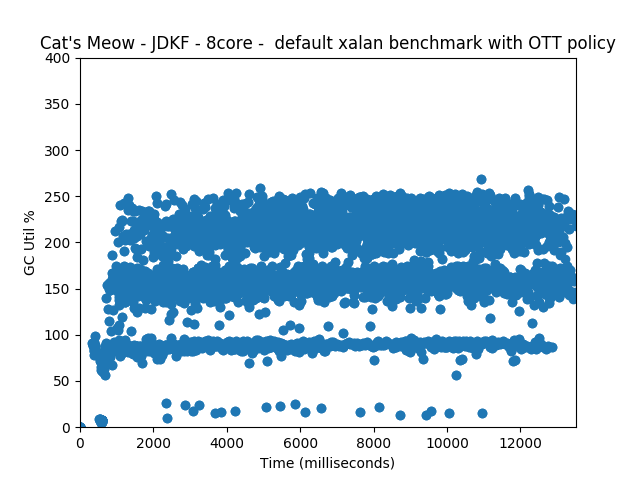 Cat's Meow - JDKF - 8core -  default xalan benchmark with OTT policy
400
350
300
250
200
150
100
50
0
GC Util %
0 2000 4000 6000 8000 10000 12000
Time (milliseconds)